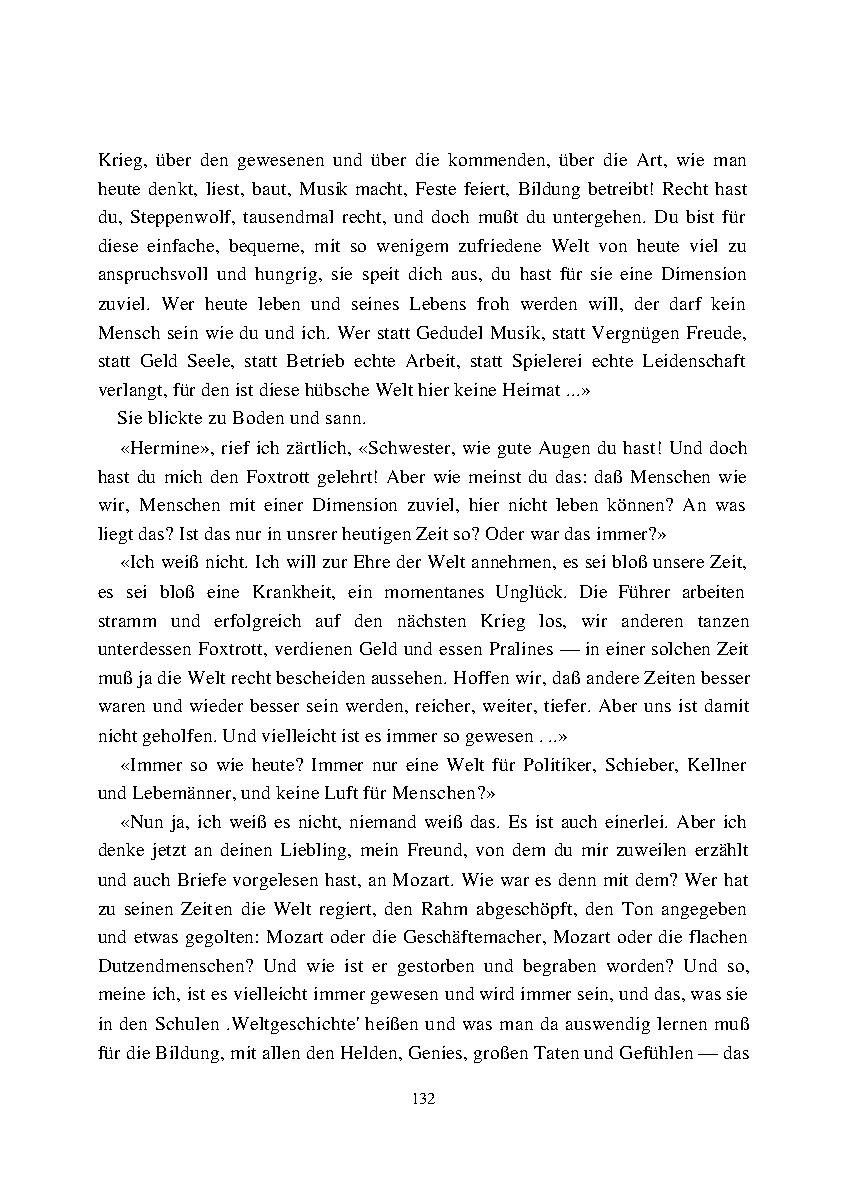 Krieg, über den gewesenen und über die kommenden, über die Art, wie man
heute denkt, liest, baut, Musik macht, Feste feiert, Bildung betreibt! Recht hast
du, Steppenwolf, tausendmal recht, und doch mußt du untergehen. Du bist für
diese einfache, bequeme, mit so wenigem zufriedene Welt von heute viel zu
anspruchsvoll und hungrig, sie speit dich aus, du hast für sie eine Dimension
zuviel. Wer heute leben und seines Lebens froh werden will, der darf kein
Mensch sein wie du und ich. Wer statt Gedudel Musik, statt Vergnügen Freude,
statt Geld Seele, statt Betrieb echte Arbeit, statt Spielerei echte Leidenschaft
verlangt, für den ist diese hübsche Welt hier keine Heimat ...»
Sie blickte zu Boden und sann.
«Hermine», rief ich zärtlich, «Schwester, wie gute Augen du hast! Und doch
hast du mich den Foxtrott gelehrt! Aber wie meinst du das: daß Menschen wie
wir, Menschen mit einer Dimension zuviel, hier nicht leben können? An was
liegt das? Ist das nur in unsrer heutigen Zeit so? Oder war das immer?»
«Ich weiß nicht. Ich will zur Ehre der Welt annehmen, es sei bloß unsere Zeit,
es sei bloß eine Krankheit, ein momentanes Unglück. Die Führer arbeiten
stramm und erfolgreich auf den nächsten Krieg los, wir anderen tanzen
unterdessen Foxtrott, verdienen Geld und essen Pralines — in einer solchen Zeit
muß ja die Welt recht bescheiden aussehen. Hoffen wir, daß andere Zeiten besser
waren und wieder besser sein werden, reicher, weiter, tiefer. Aber uns ist damit
nicht geholfen. Und vielleicht ist es immer so gewesen . ..»
«Immer so wie heute? Immer nur eine Welt für Politiker, Schieber, Kellner
und Lebemänner, und keine Luft für Menschen?»
«Nun ja, ich weiß es nicht, niemand weiß das. Es ist auch einerlei. Aber ich
denke jetzt an deinen Liebling, mein Freund, von dem du mir zuweilen erzählt
und auch Briefe vorgelesen hast, an Mozart. Wie war es denn mit dem? Wer hat
zu seinen Zeiten die Welt regiert, den Rahm abgeschöpft, den Ton angegeben
und etwas gegolten: Mozart oder die Geschäftemacher, Mozart oder die flachen
Dutzendmenschen? Und wie ist er gestorben und begraben worden? Und so,
meine ich, ist es vielleicht immer gewesen und wird immer sein, und das, was sie
in den Schulen .Weltgeschichte' heißen und was man da auswendig lernen muß
für die Bildung, mit allen den Helden, Genies, großen Taten und Gefühlen — das
132